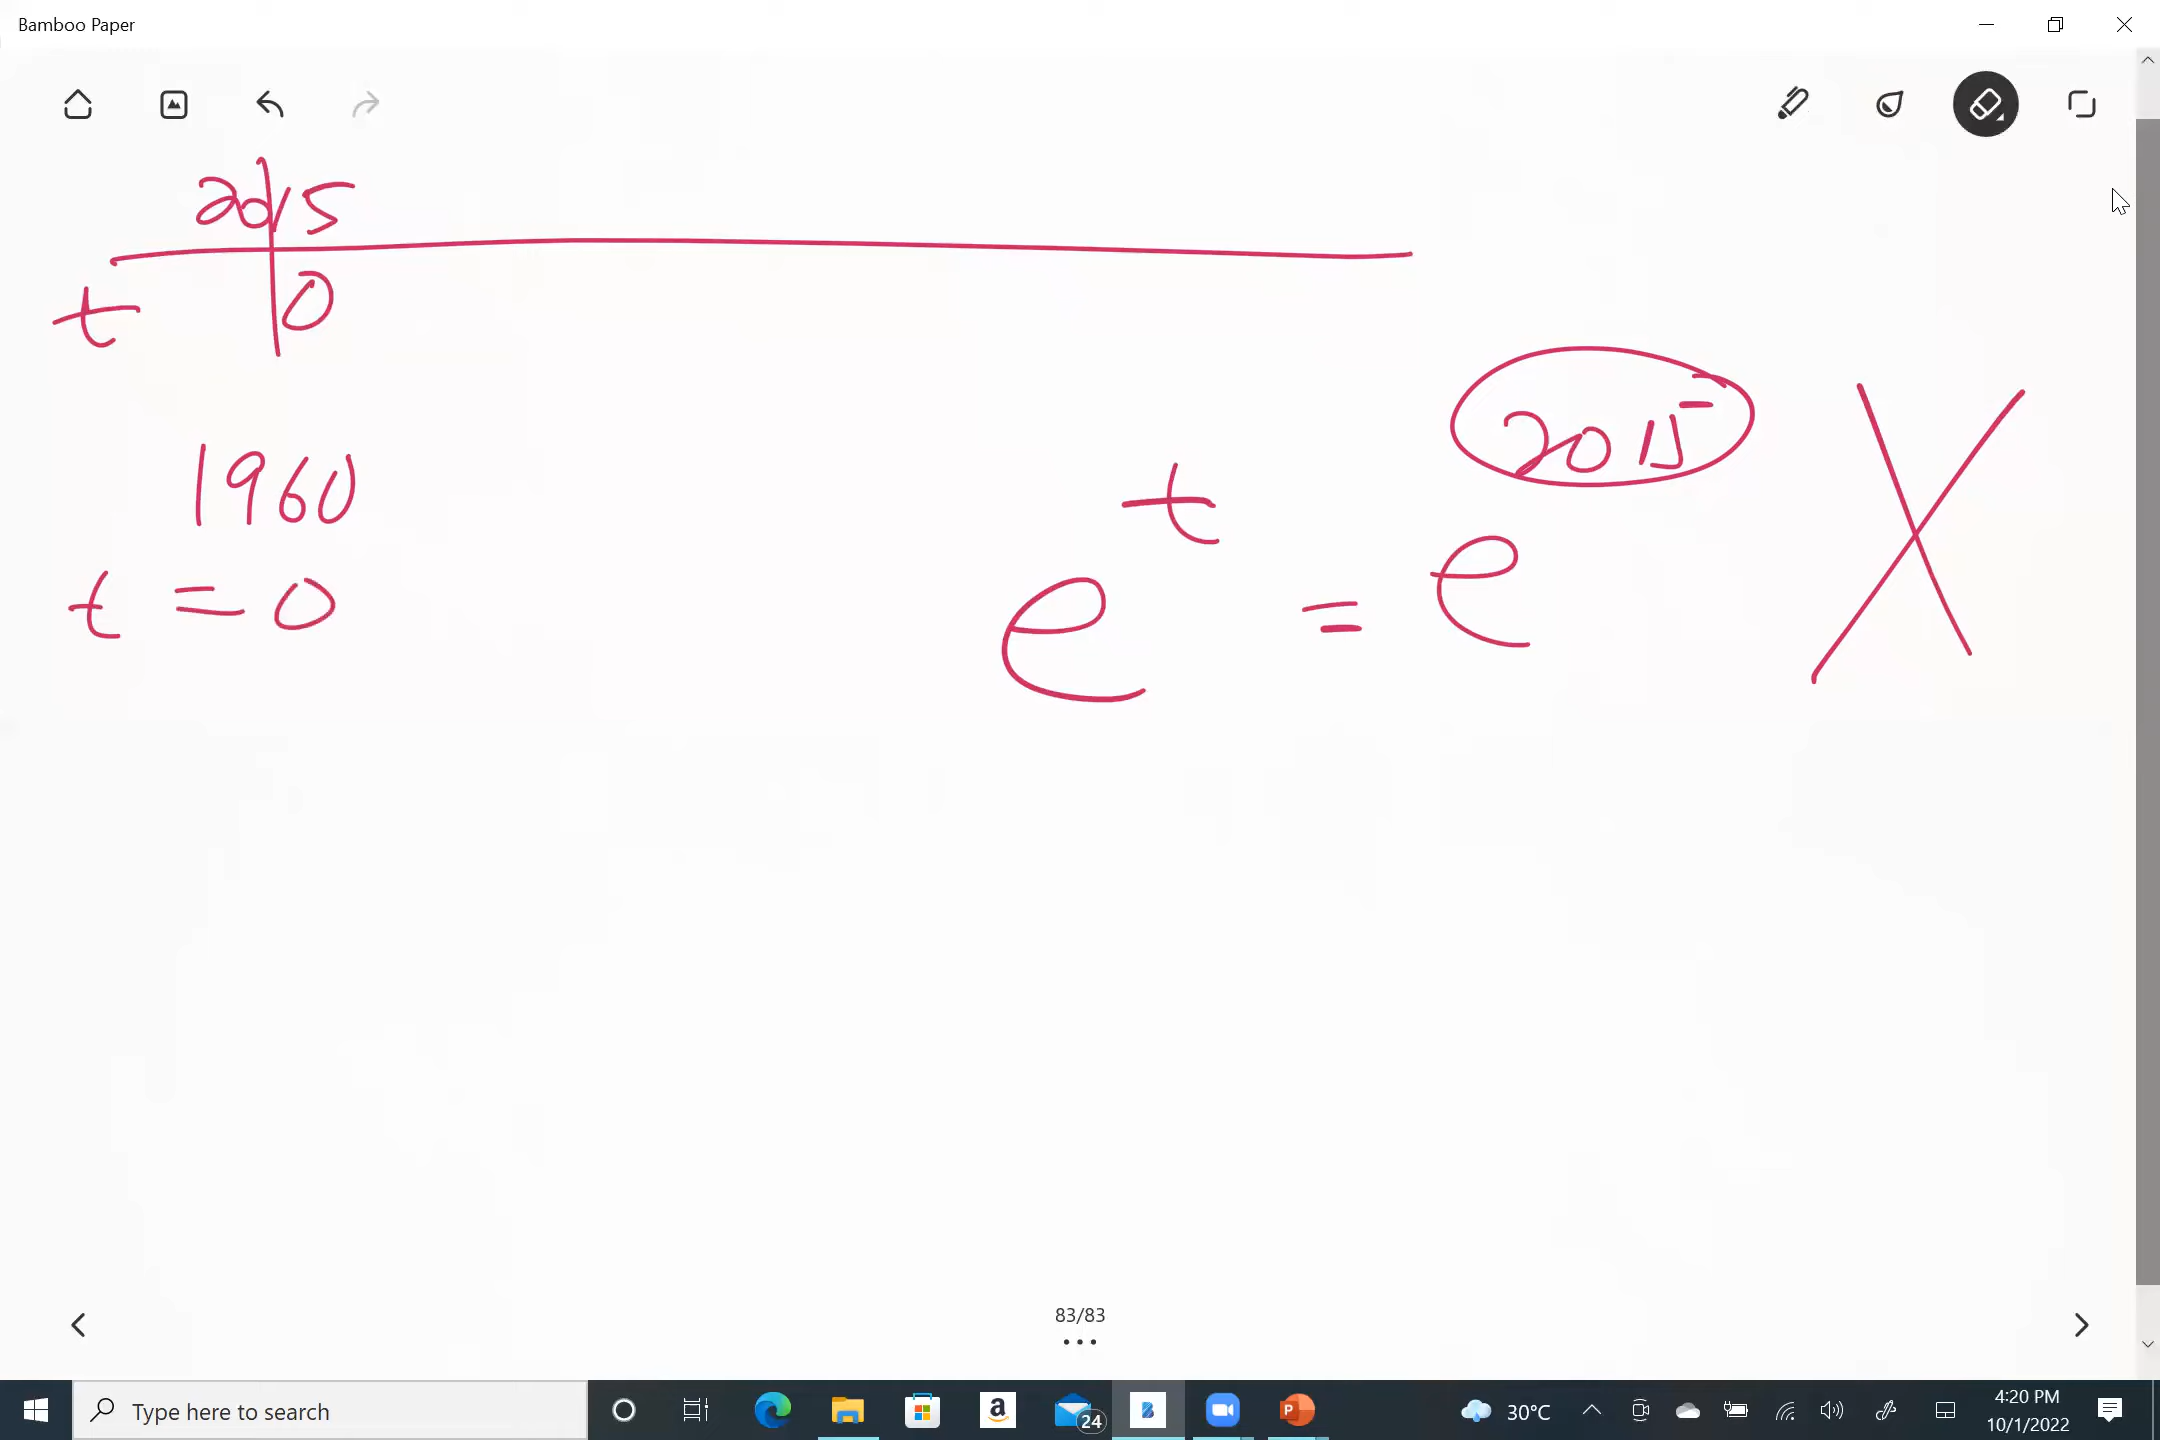 Bamboo Paper
2015
t 0
1960
t = 0
e^t = e^2015
X
83/83
Type here to search
24
30°C
4:20 PM
10/1/2022